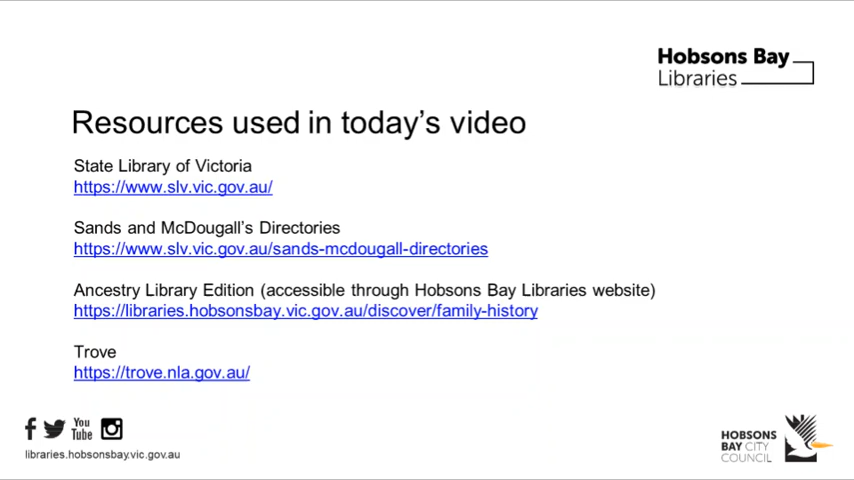 Hobsons Bay
Libraries
Resources used in today's video
State Library of Victoria
https://www.slv.vic.gov.au/
Sands and McDougall's Directories
https://www.slv.vic.gov.au/sands-mcdougall-directories
Ancestry Library Edition (accessible through Hobsons Bay Libraries website)
https://libraries.hobsonsbay.vic.gov.au/discover/family-history
Trove
https://trove.nla.gov.au/
You
Tube
libraries.hobsonsbay.vic.gov.au
HOBSONS
BAY CITY
COUNCIL